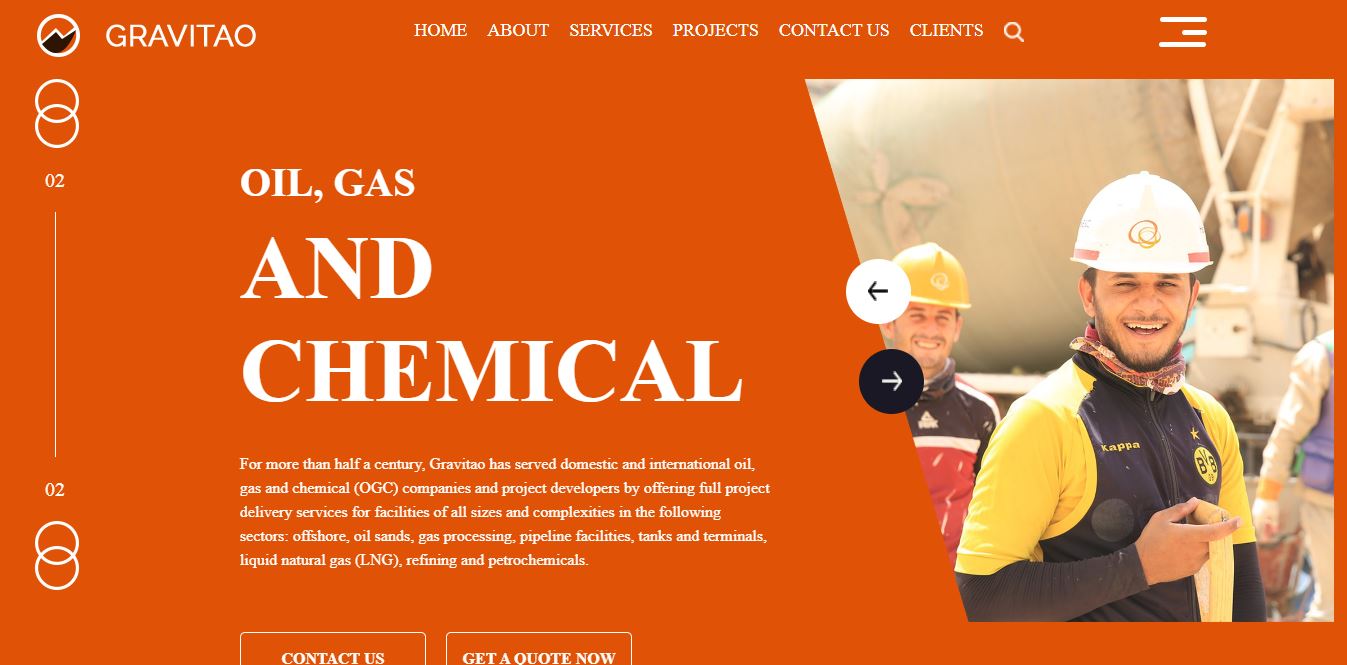 GRAVITAO
HOME ABOUT SERVICES PROJECTS CONTACT US CLIENTS
02
OIL, GAS
AND
CHEMICAL
For more than half a century, Gravitao has served domestic and international oil,
gas and chemical (OGC) companies and project developers by offering full project
delivery services for facilities of all sizes and complexities in the following
sectors: offshore, oil sands, gas processing, pipeline facilities, tanks and terminals,
liquid natural gas (LNG), refining and petrochemicals.
02
CONTACT US
GET A QUOTE NOW
Kappa
BVB
09